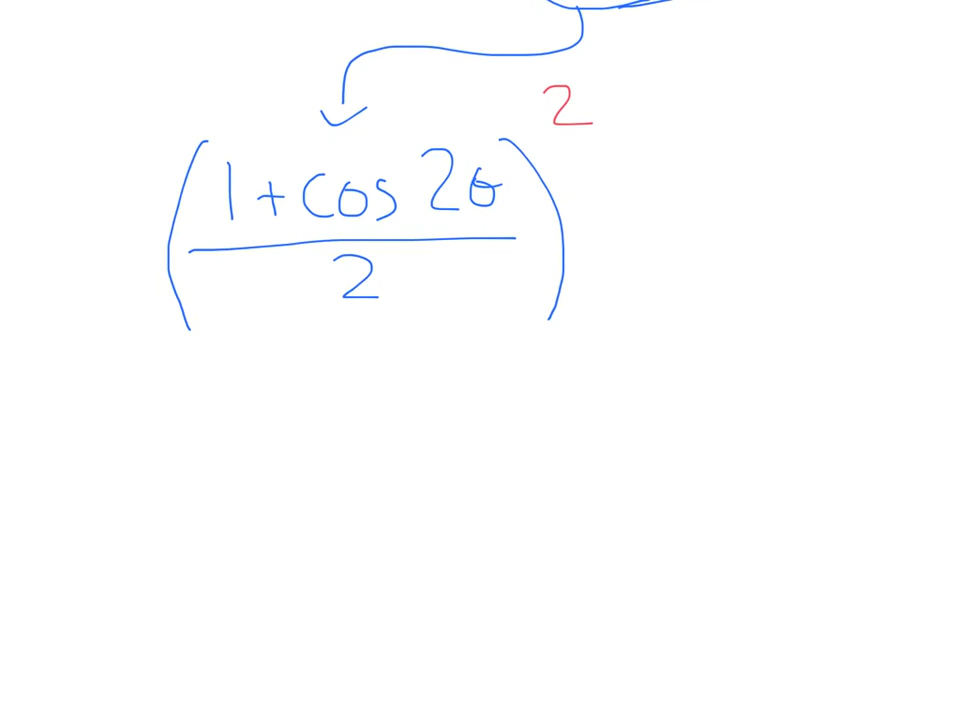 (1 + cos 2θ / 2)²